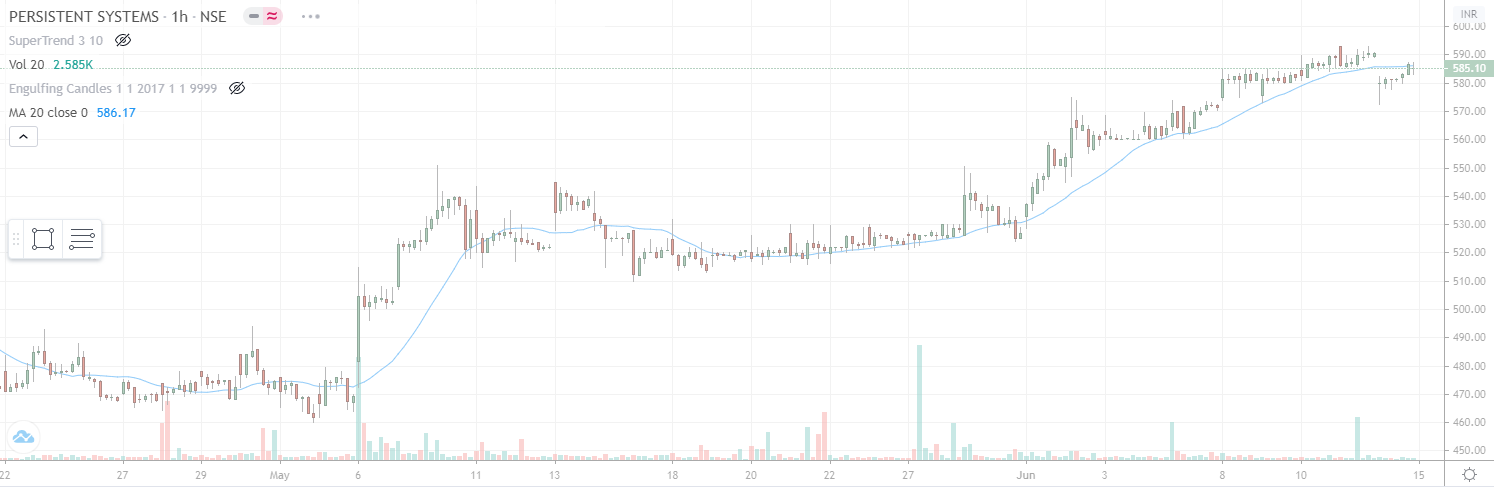 PERSISTENT SYSTEMS · 1h · NSE
INR
SuperTrend 3 10
Vol 20 2.585K
Engulfing Candles 1 1 2017 1 1 9999
MA 20 close 0 586.17
600.00
590.00
585.10
580.00
570.00
560.00
550.00
540.00
530.00
520.00
510.00
500.00
490.00
480.00
470.00
460.00
450.00
22 27 29 May 6 11 13 18 20 22 27 Jun 3 8 10 15